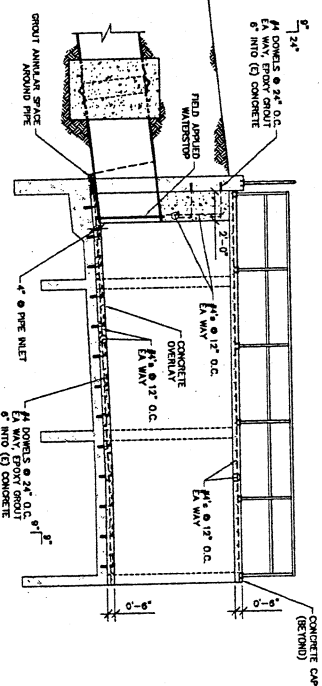 9"
24"
#4 DOWELS @ 24" O.C.
EA WAY, EPOXY GROUT
6" INTO (E) CONCRETE
FIELD APPLIED
WATERSTOP
GROUT ANNULAR SPACE
AROUND PIPE
2'-0"
#4's @ 12" O.C.
EA WAY
CONCRETE
OVERLAY
#4's @ 12" O.C.
EA WAY
4" @ PIPE INLET
#4's @ 12" O.C.
EA WAY
#4 DOWELS @ 24" O.C.
EA WAY, EPOXY GROUT
6" INTO (E) CONCRETE
9"
9"
0'-6"
0'-6"
CONCRETE CAP
(BEYOND)